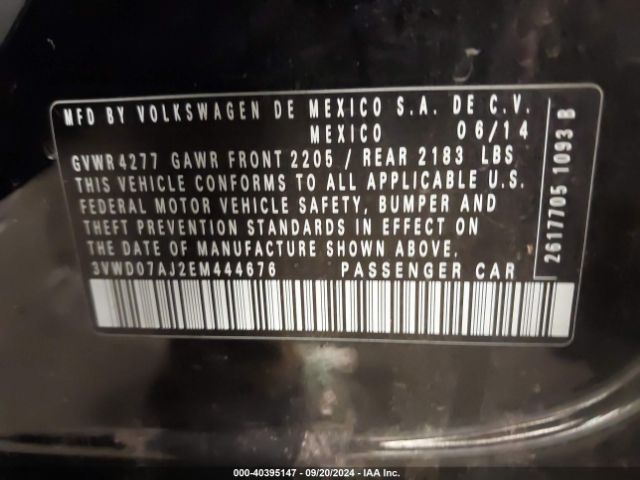 MFD BY VOLKSWAGEN DE MEXICO S.A. DE C.V.
MEXICO 06/14
GVWR 4277 GAWR FRONT 2205 / REAR 2183 LBS
THIS VEHICLE CONFORMS TO ALL APPLICABLE U.S.
FEDERAL MOTOR VEHICLE SAFETY, BUMPER AND
THEFT PREVENTION STANDARDS IN EFFECT ON
THE DATE OF MANUFACTURE SHOWN ABOVE.
3VWD07AJ2EM444676 PASSENGER CAR
2617705 1093 B
000-40395147 - 09/20/2024 - IAA Inc.